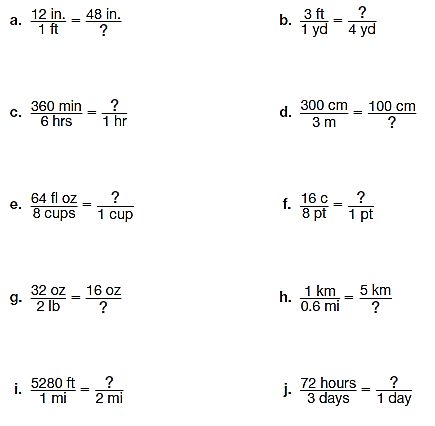 a. 12 in. / 1 ft = 48 in. / ?
b. 3 ft / 1 yd = ? / 4 yd
c. 360 min / 6 hrs = ? / 1 hr
d. 300 cm / 3 m = 100 cm / ?
e. 64 fl oz / 8 cups = ? / 1 cup
f. 16 c / 8 pt = ? / 1 pt
g. 32 oz / 2 lb = 16 oz / ?
h. 1 km / 0.6 mi = 5 km / ?
i. 5280 ft / 1 mi = ? / 2 mi
j. 72 hours / 3 days = ? / 1 day